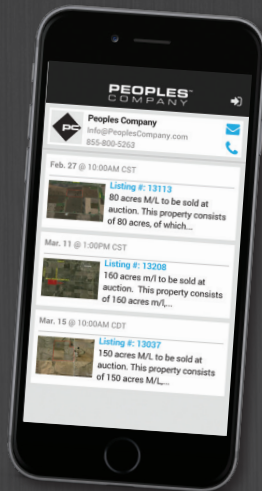 PEOPLES™
COMPANY
PC
Peoples Company
Info@PeoplesCompany.com
855-800-5263
Feb. 27 @ 10:00AM CST
Listing #: 13113
80 acres M/L to be sold at
auction. This property consists
of 80 acres, of which...
Mar. 11 @ 1:00PM CST
Listing #: 13208
160 acres m/l to be sold at
auction. This property consists
of 160 acres m/l,...
Mar. 15 @ 10:00AM CDT
Listing #: 13037
150 acres M/L to be sold at
auction. This property consists
of 150 acres M/L,...